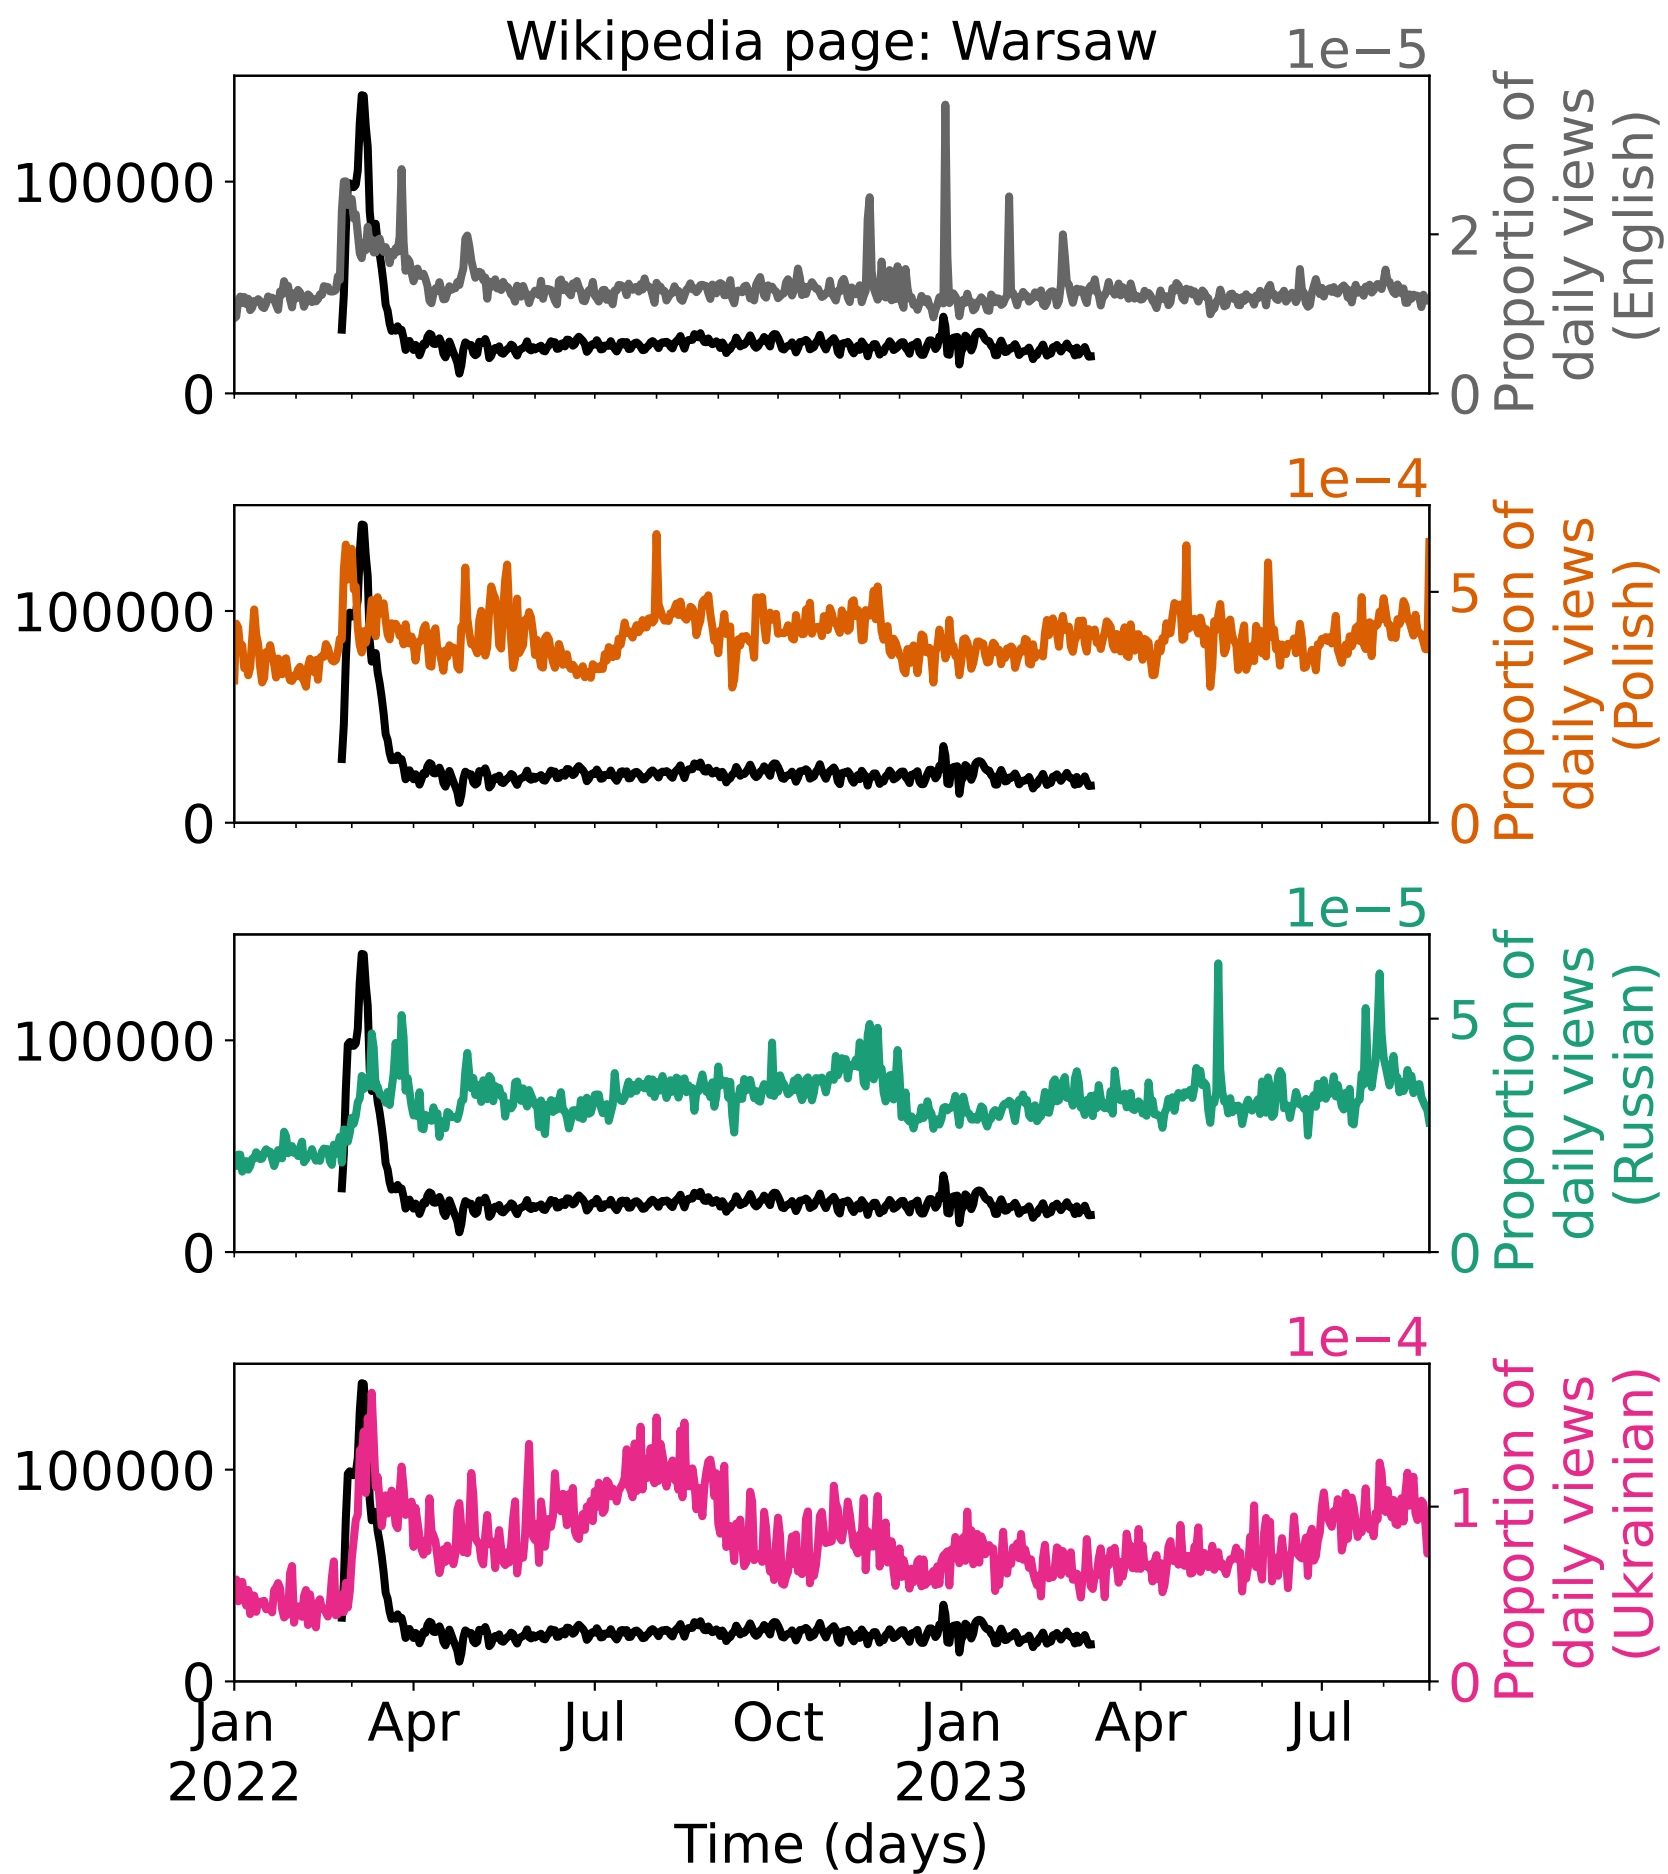 Wikipedia page: Warsaw
1e−5
100000
0
2
0
Proportion of
daily views
(English)
1e−4
100000
0
5
0
Proportion of
daily views
(Polish)
1e−5
100000
0
5
0
Proportion of
daily views
(Russian)
1e−4
100000
0
1
0
Proportion of
daily views
(Ukrainian)
Jan Apr Jul Oct Jan Apr Jul
2022 2023
Time (days)